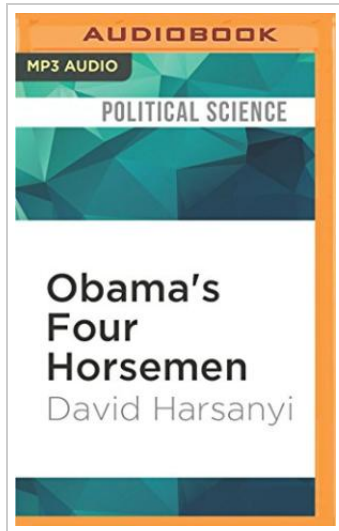 AUDIOBOOK
MP3 AUDIO
POLITICAL SCIENCE
Obama's
Four
Horsemen
David Harsanyi